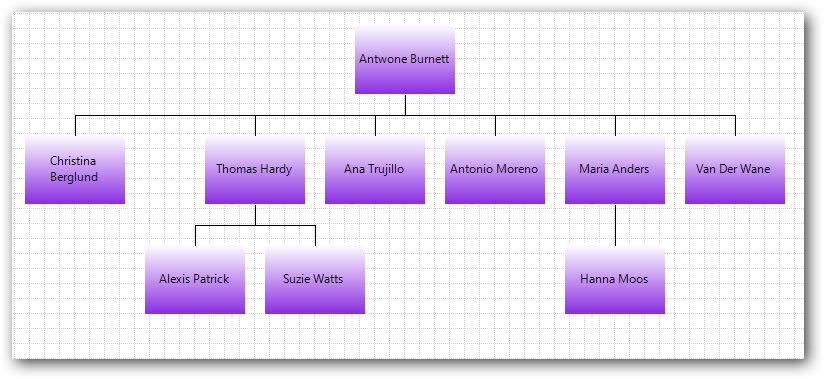 Antwone Burnett
Christina
Berglund
Thomas Hardy
Ana Trujillo
Antonio Moreno
Maria Anders
Van Der Wane
Alexis Patrick
Suzie Watts
Hanna Moos